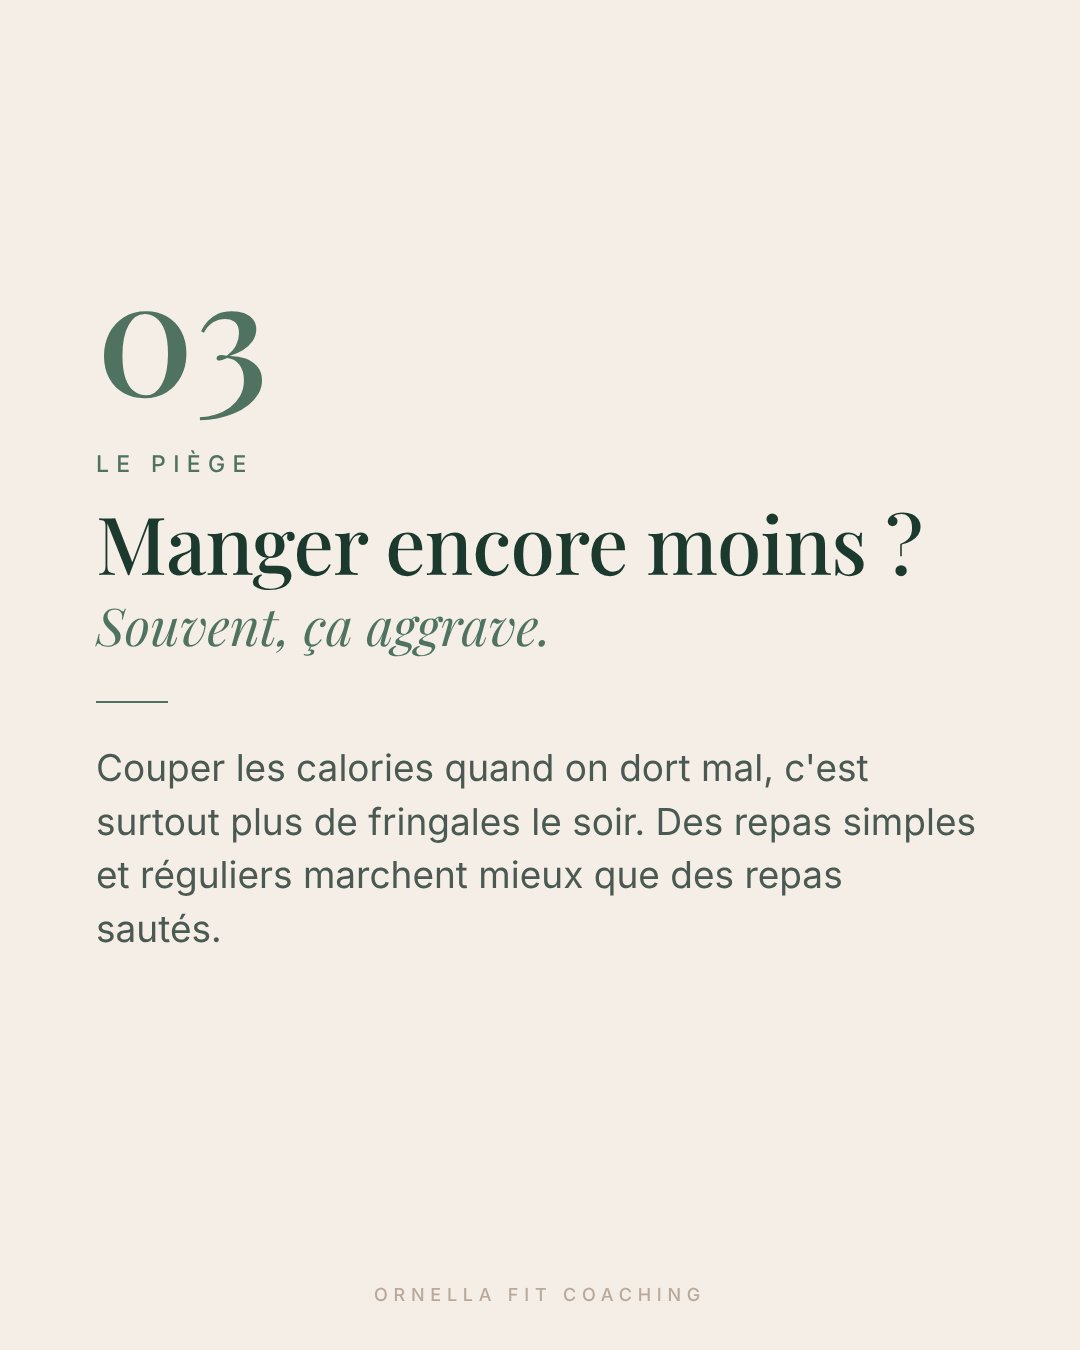 03
LE PIÈGE
Manger encore moins ?
Souvent, ça aggrave.
Couper les calories quand on dort mal, c'est
surtout plus de fringales le soir. Des repas simples
et réguliers marchent mieux que des repas
sautés.
ORNELLA FIT COACHING